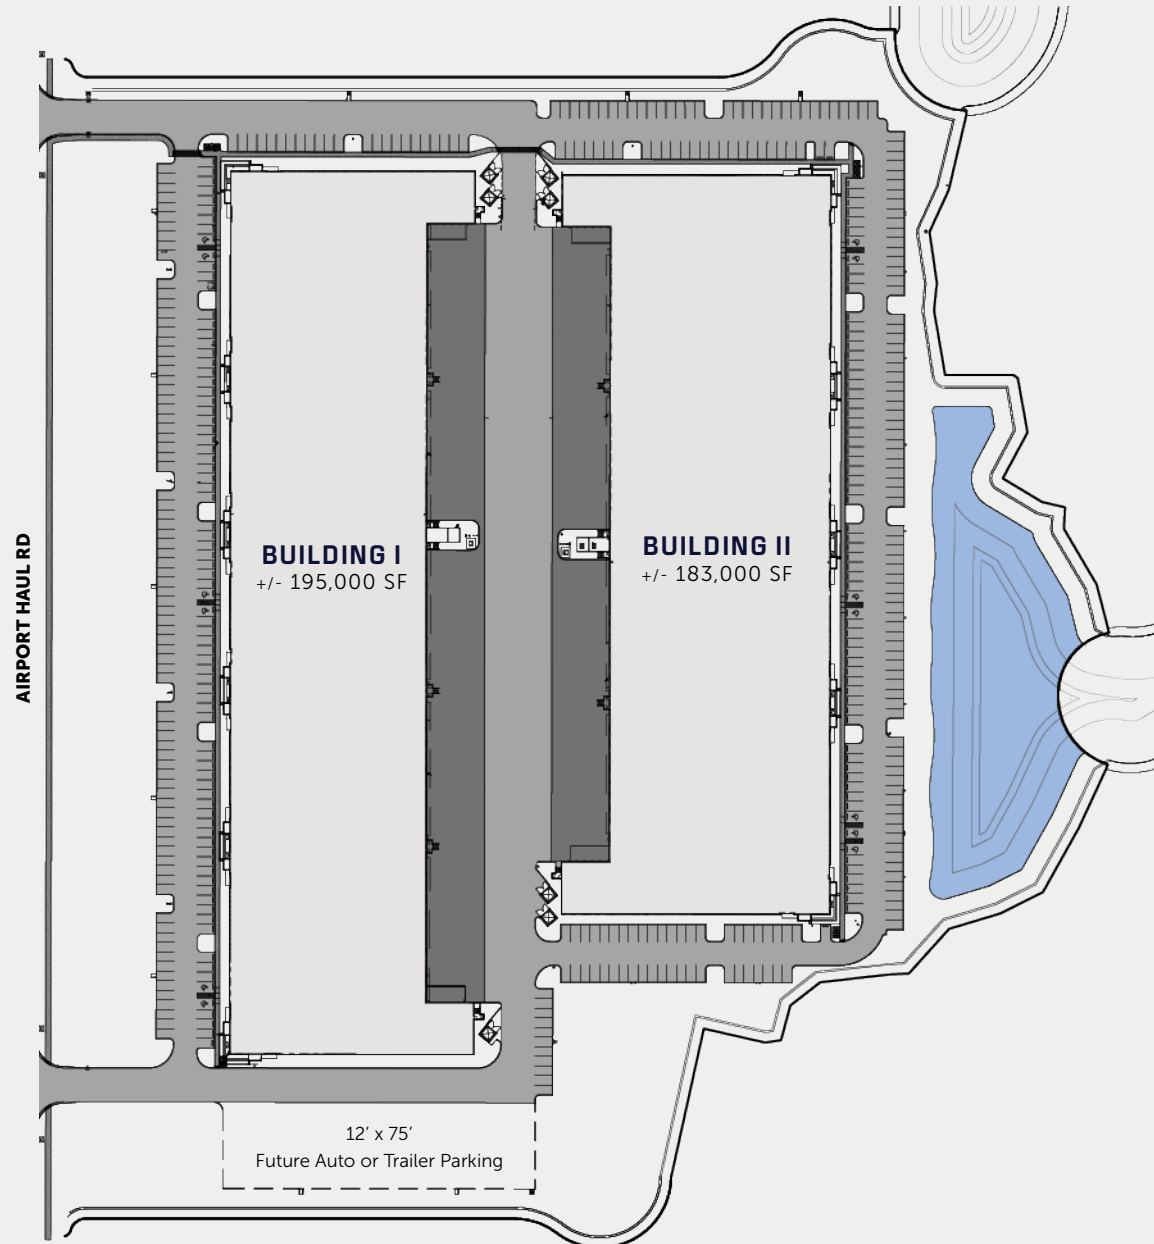 AIRPORT HAUL RD
BUILDING I
+/- 195,000 SF
BUILDING II
+/- 183,000 SF
12’ x 75’
Future Auto or Trailer Parking